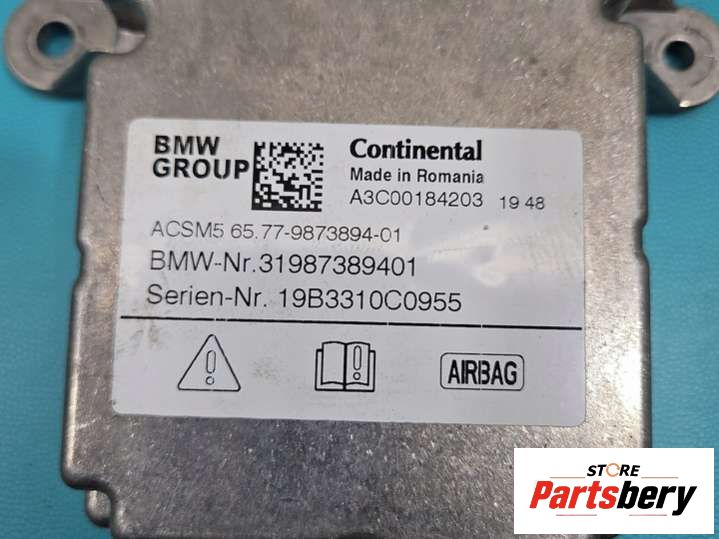 BMW
GROUP
Continental
Made in Romania
A3C00184203 19 48
ACSM5 65.77-9873894-01
BMW-Nr.31987389401
Serien-Nr. 19B3310C0955
AIRBAG
STORE
Partsbery